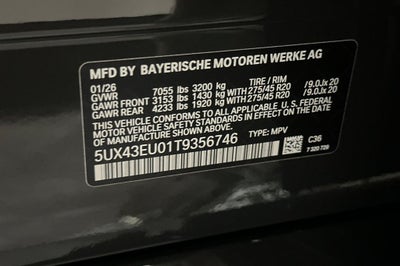 MFD BY BAYERISCHE MOTOREN WERKE AG
01/26 TIRE / RIM
GVWR 7055 lbs 3200 kg
GAWR FRONT 3153 lbs 1430 kg 275/45 R20 /9.0Jx 20
GAWR REAR 4233 lbs 1920 kg 275/45 R20 /9.0Jx 20
THIS VEHICLE CONFORMS TO ALL APPLICABLE U.S. FEDERAL
MOTOR VEHICLE SAFETY STANDARDS IN EFFECT ON THE
DATE OF MANUFACTURE SHOWN ABOVE.
5UX43EU01T9356746 TYPE: MPV
C36
7 320 729